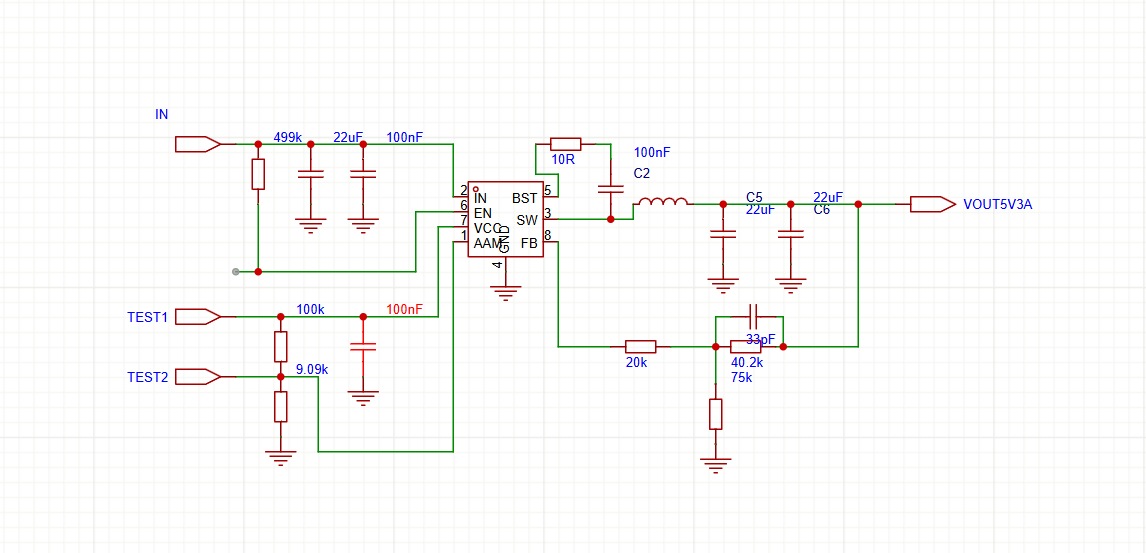 IN
499k
22uF
100nF
10R
100nF
C2
2
IN
6
EN
7
VCC
1
AAM
GND
4
BST
5
SW
3
FB
8
C5
22uF
22uF
C6
VOUT5V3A
TEST1
100k
100nF
TEST2
9.09k
33pF
20k
40.2k
75k